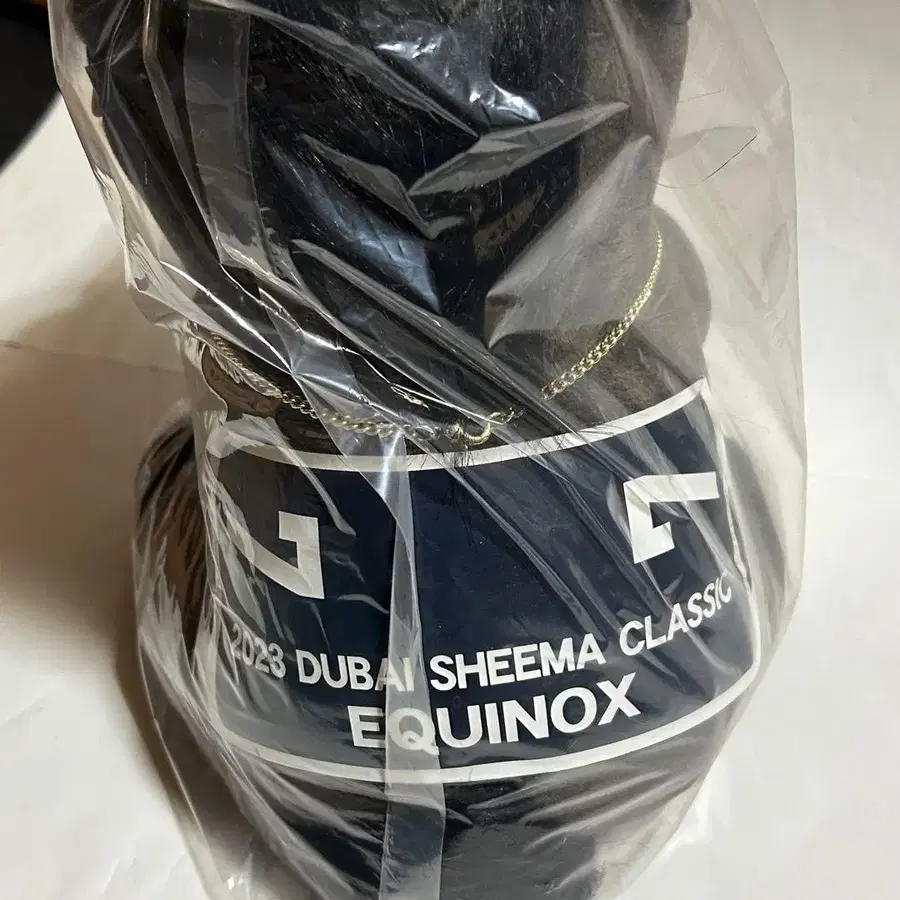 2023 DUBAI SHEEMA CLASSIC
EQUINOX